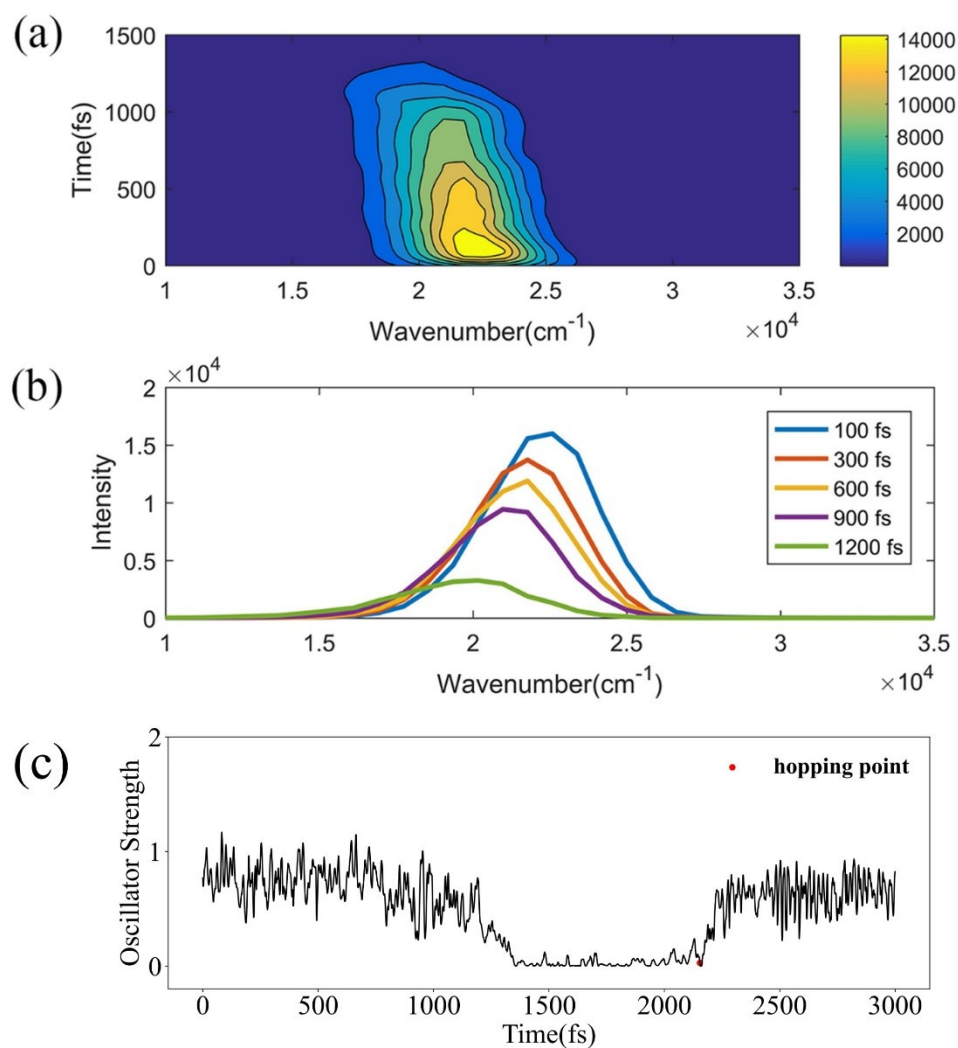 (a)
1500
1000
500
0
Time(fs)
1 1.5 2 2.5 3 3.5
Wavenumber(cm⁻¹) ×10⁴
14000
12000
10000
8000
6000
4000
2000
(b)
×10⁴
2
1.5
1
0.5
0
Intensity
100 fs
300 fs
600 fs
900 fs
1200 fs
1 1.5 2 2.5 3 3.5
Wavenumber(cm⁻¹) ×10⁴
(c)
2
1
0
Oscillator Strength
hopping point
0 500 1000 1500 2000 2500 3000
Time(fs)